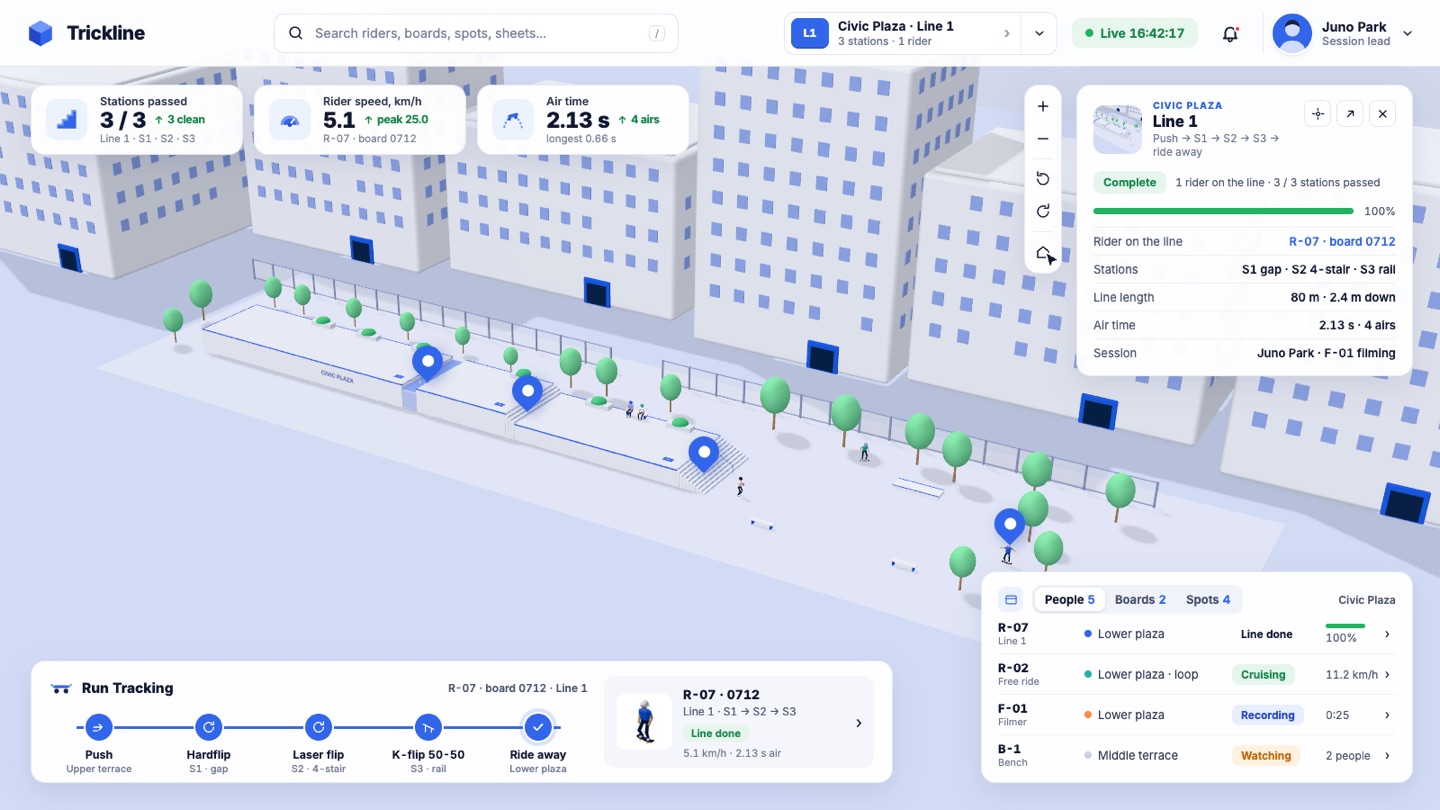 Trickline
Search riders, boards, spots, sheets...
/
L1
Civic Plaza · Line 1
3 stations · 1 rider
Live 16:42:17
Juno Park
Session lead
Stations passed
3 / 3 ↑ 3 clean
Line 1 · S1 · S2 · S3
Rider speed, km/h
5.1 ↑ peak 25.0
R-07 · board 0712
Air time
2.13 s ↑ 4 airs
longest 0.66 s
CIVIC PLAZA
Line 1
Push → S1 → S2 → S3 →
ride away
Complete 1 rider on the line · 3 / 3 stations passed
100%
Rider on the line R-07 · board 0712
Stations S1 gap · S2 4-stair · S3 rail
Line length 80 m · 2.4 m down
Air time 2.13 s · 4 airs
Session Juno Park · F-01 filming
CIVIC PLAZA
People 5 Boards 2 Spots 4 Civic Plaza
R-07 Lower plaza Line done 100%
Line 1
R-02 Lower plaza · loop Cruising 11.2 km/h
Free ride
F-01 Lower plaza Recording 0:25
Filmer
B-1 Middle terrace Watching 2 people
Bench
Run Tracking R-07 · board 0712 · Line 1
Push Hardflip Laser flip K-flip 50-50 Ride away
Upper terrace S1 · gap S2 · 4-stair S3 · rail Lower plaza
R-07 · 0712
Line 1 · S1 → S2 → S3
Line done
5.1 km/h · 2.13 s air